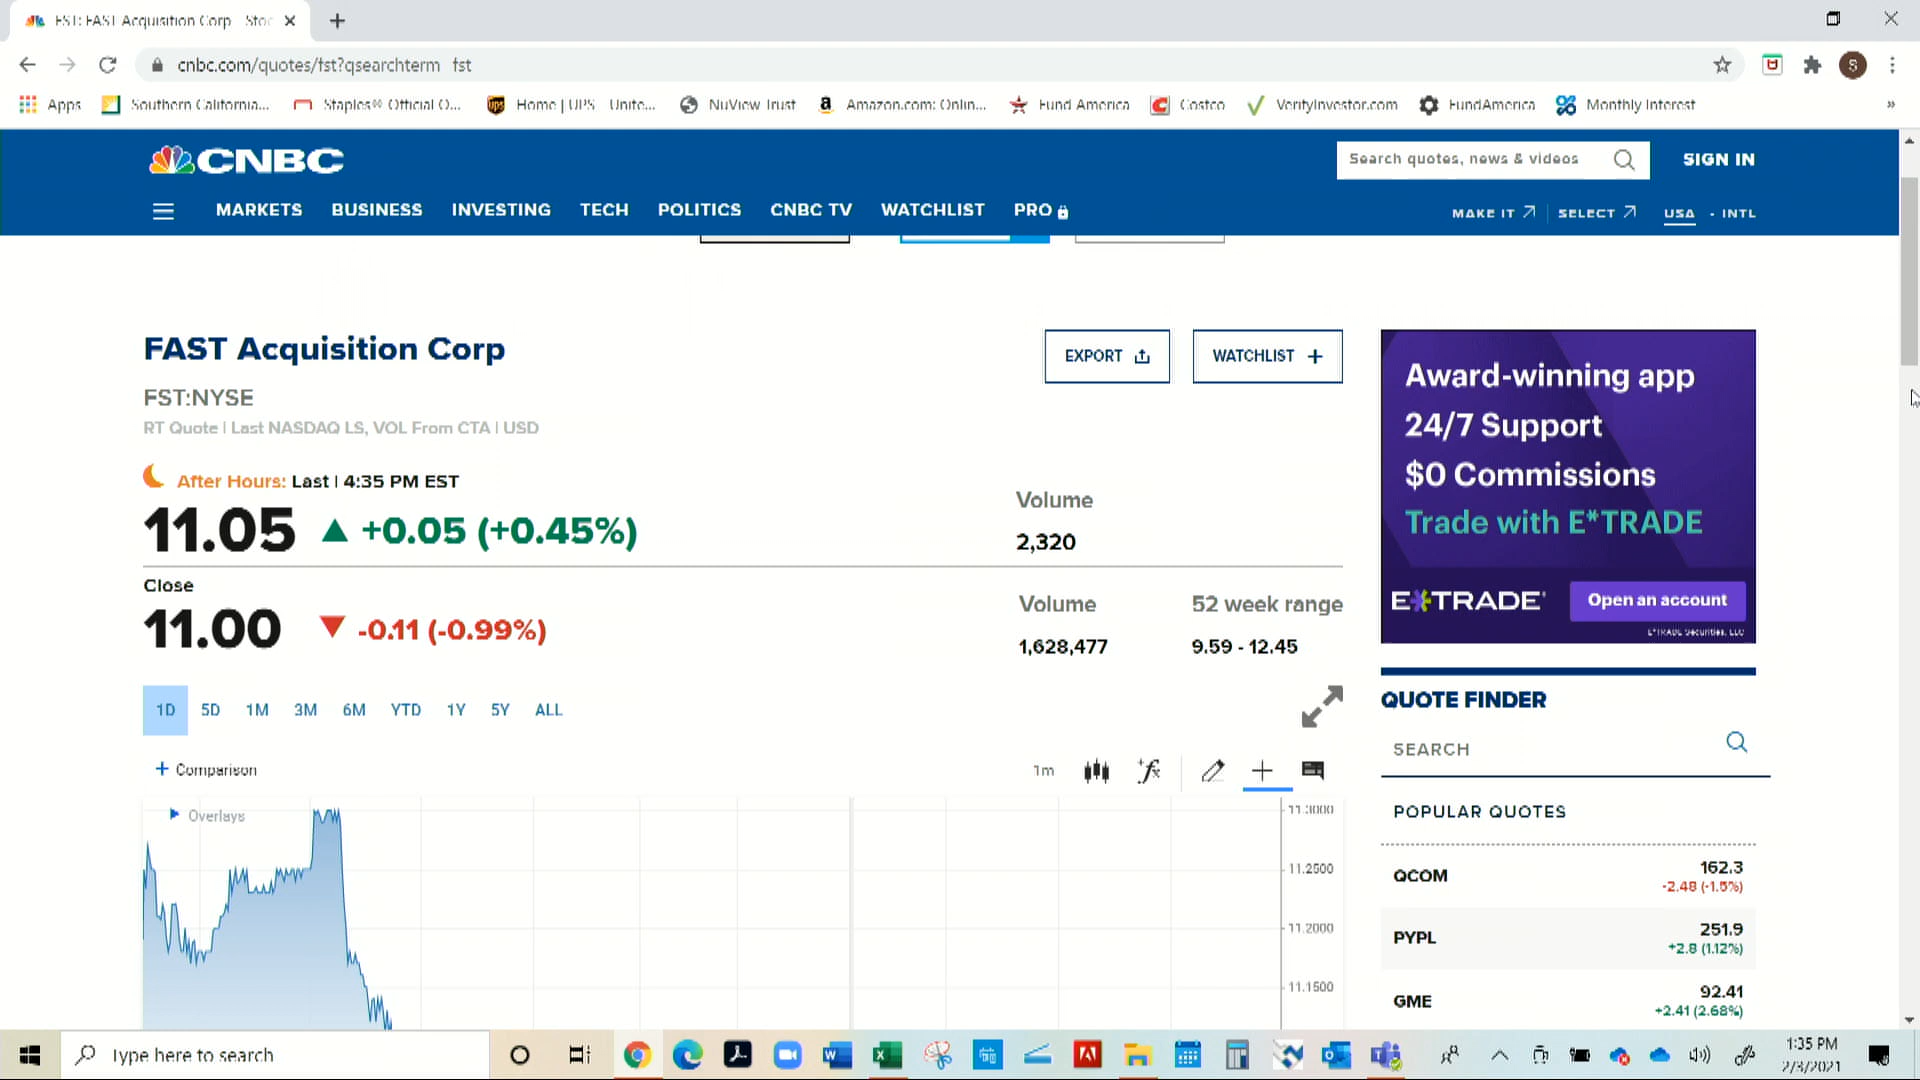 FST: FAST Acquisition Corp - Stoc
cnbc.com/quotes/fst?qsearchterm fst
S
Apps
Southern California...
Staples® Official O...
Home | UPS - Unite...
NuView Trust
Amazon.com: Onlin...
Fund America
Costco
VerifyInvestor.com
FundAmerica
Monthly Interest
»
CNBC
Search quotes, news & videos
SIGN IN
MARKETS
BUSINESS
INVESTING
TECH
POLITICS
CNBC TV
WATCHLIST
PRO
MAKE IT
SELECT
USA
• INTL
FAST Acquisition Corp
EXPORT
WATCHLIST +
FST:NYSE
RT Quote | Last NASDAQ LS, VOL From CTA | USD
After Hours: Last | 4:35 PM EST
11.05 ▲ +0.05 (+0.45%)
Volume
2,320
Close
11.00 ▼ -0.11 (-0.99%)
Volume
1,628,477
52 week range
9.59 - 12.45
1D 5D 1M 3M 6M YTD 1Y 5Y ALL
+ Comparison
1m
Overlays
11.3000
11.2500
11.2000
11.1500
Award-winning app
24/7 Support
$0 Commissions
Trade with E*TRADE
E*TRADE
Open an account
E*TRADE Securities, LLC
QUOTE FINDER
SEARCH
POPULAR QUOTES
QCOM
162.3
-2.48 (-1.5%)
PYPL
251.9
+2.8 (1.12%)
GME
92.41
+2.41 (2.68%)
Type here to search
1:35 PM
2/3/2021